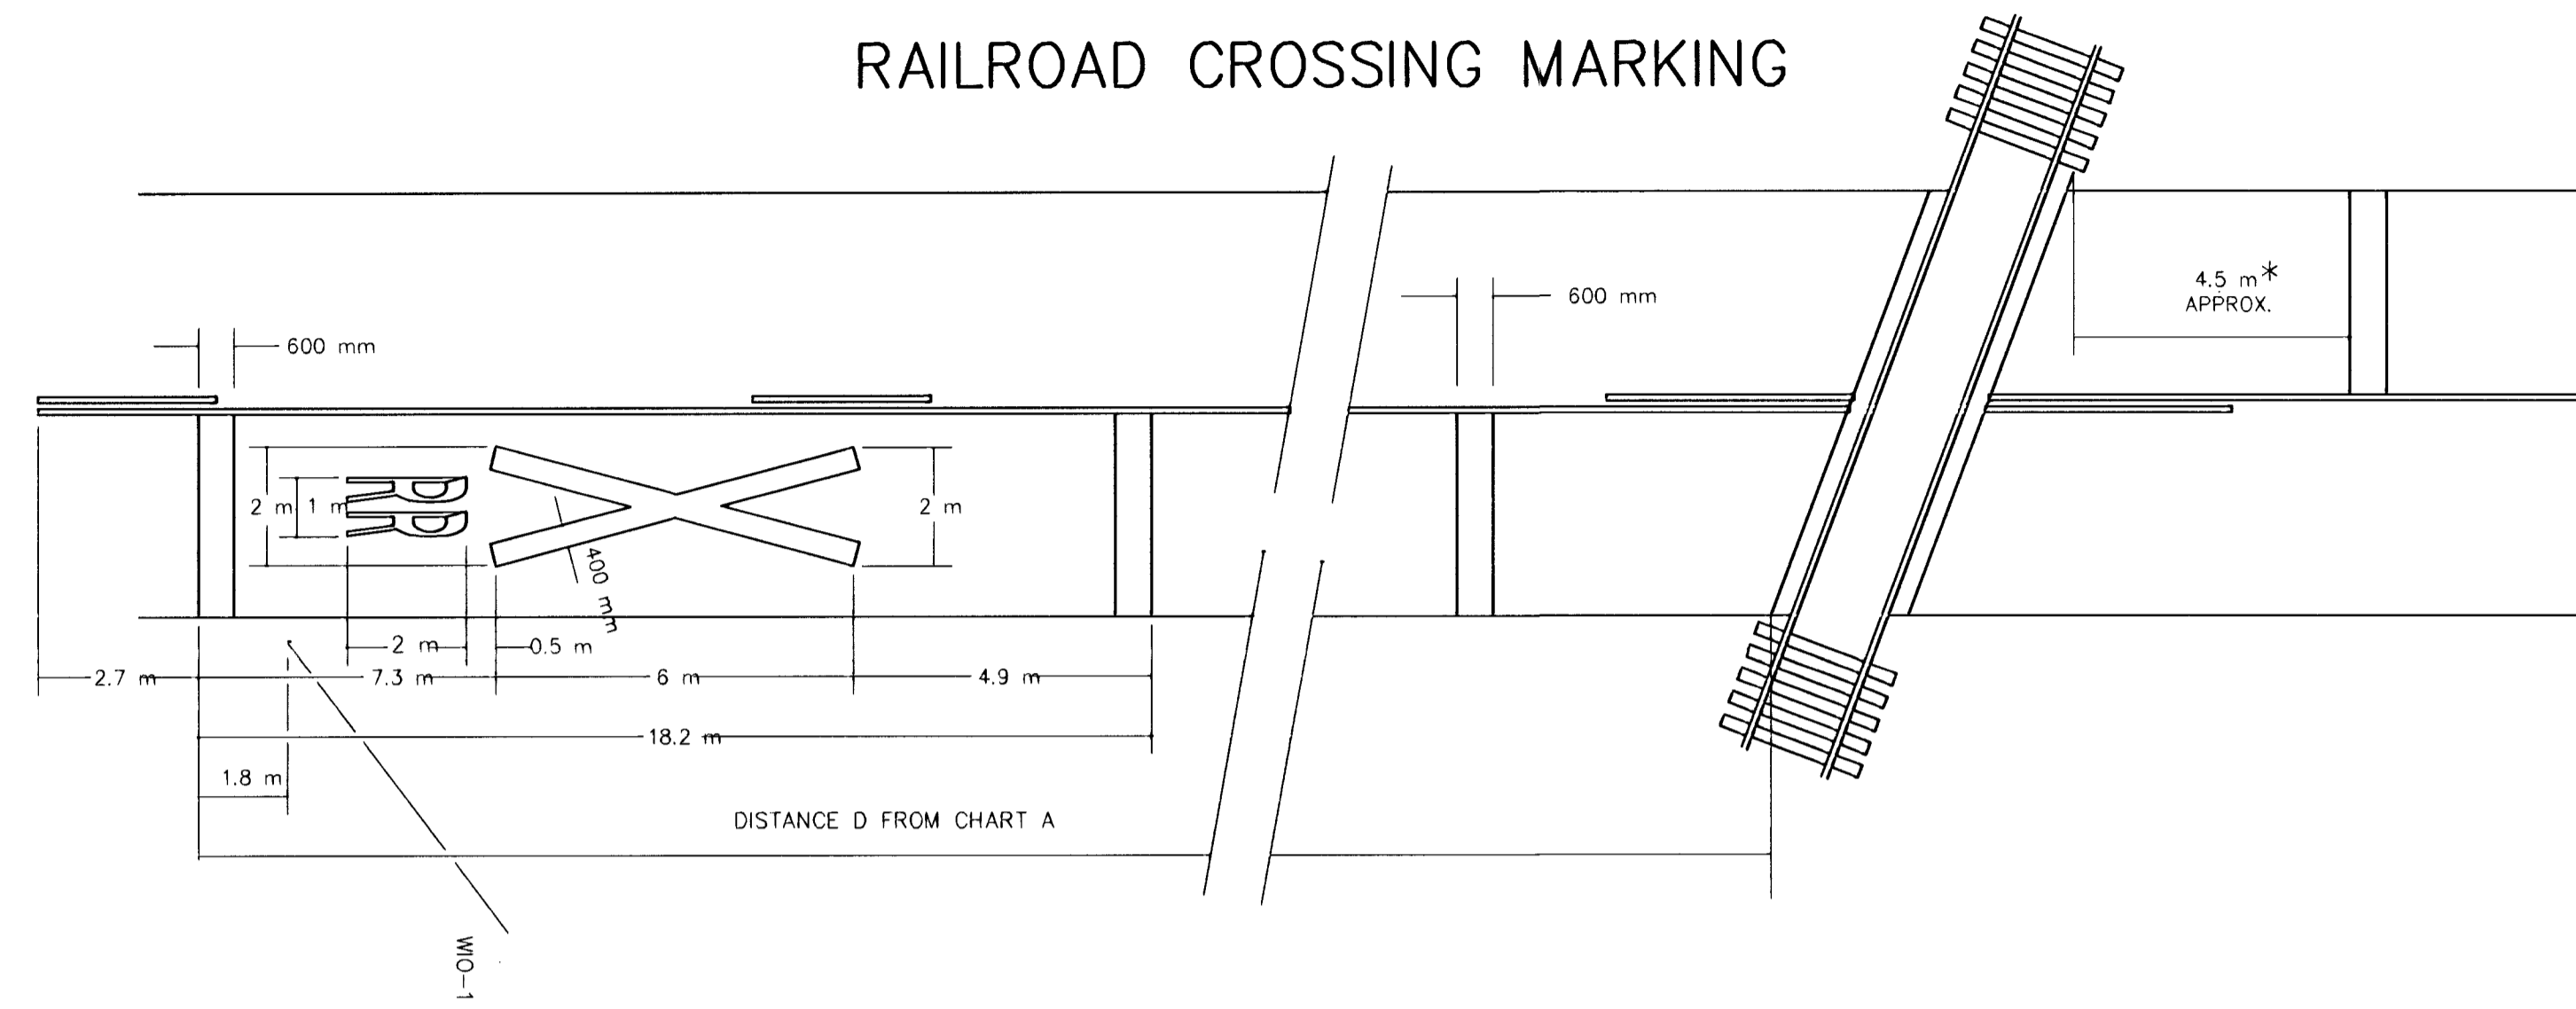 RAILROAD CROSSING MARKING
4.5 m*
APPROX.
600 mm
600 mm
2 m
1 m
RR
2 m
400 mm
2 m
0.5 m
2.7 m
7.3 m
6 m
4.9 m
18.2 m
1.8 m
DISTANCE D FROM CHART A
W10-1